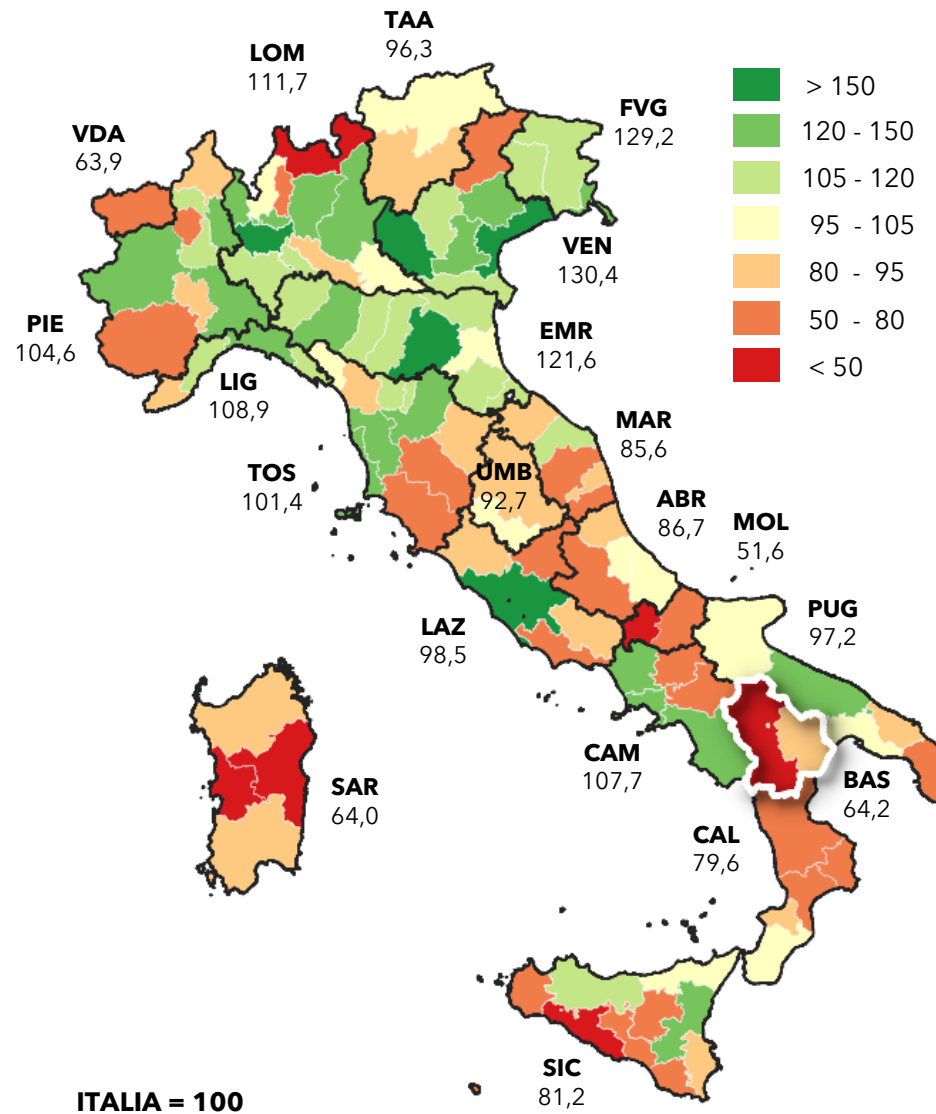 TAA
96,3
LOM
111,7
FVG
129,2
VDA
63,9
> 150
120 - 150
105 - 120
95 - 105
80 - 95
50 - 80
< 50
VEN
130,4
PIE
104,6
EMR
121,6
LIG
108,9
MAR
85,6
TOS
101,4
UMB
92,7
ABR
86,7
MOL
51,6
PUG
97,2
LAZ
98,5
CAM
107,7
BAS
64,2
SAR
64,0
CAL
79,6
SIC
81,2
ITALIA = 100